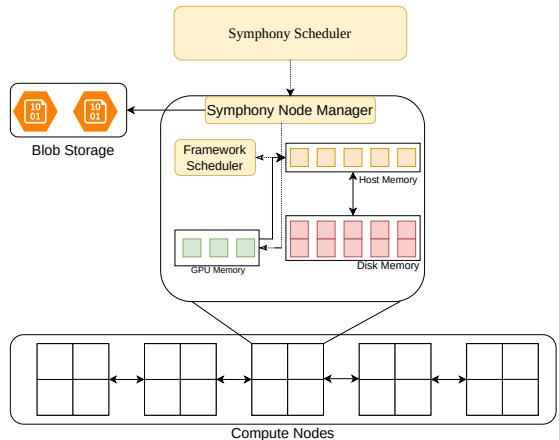 Symphony Scheduler
Symphony Node Manager
10
01
10
01
Blob Storage
Framework
Scheduler
Host Memory
Disk Memory
GPU Memory
Compute Nodes